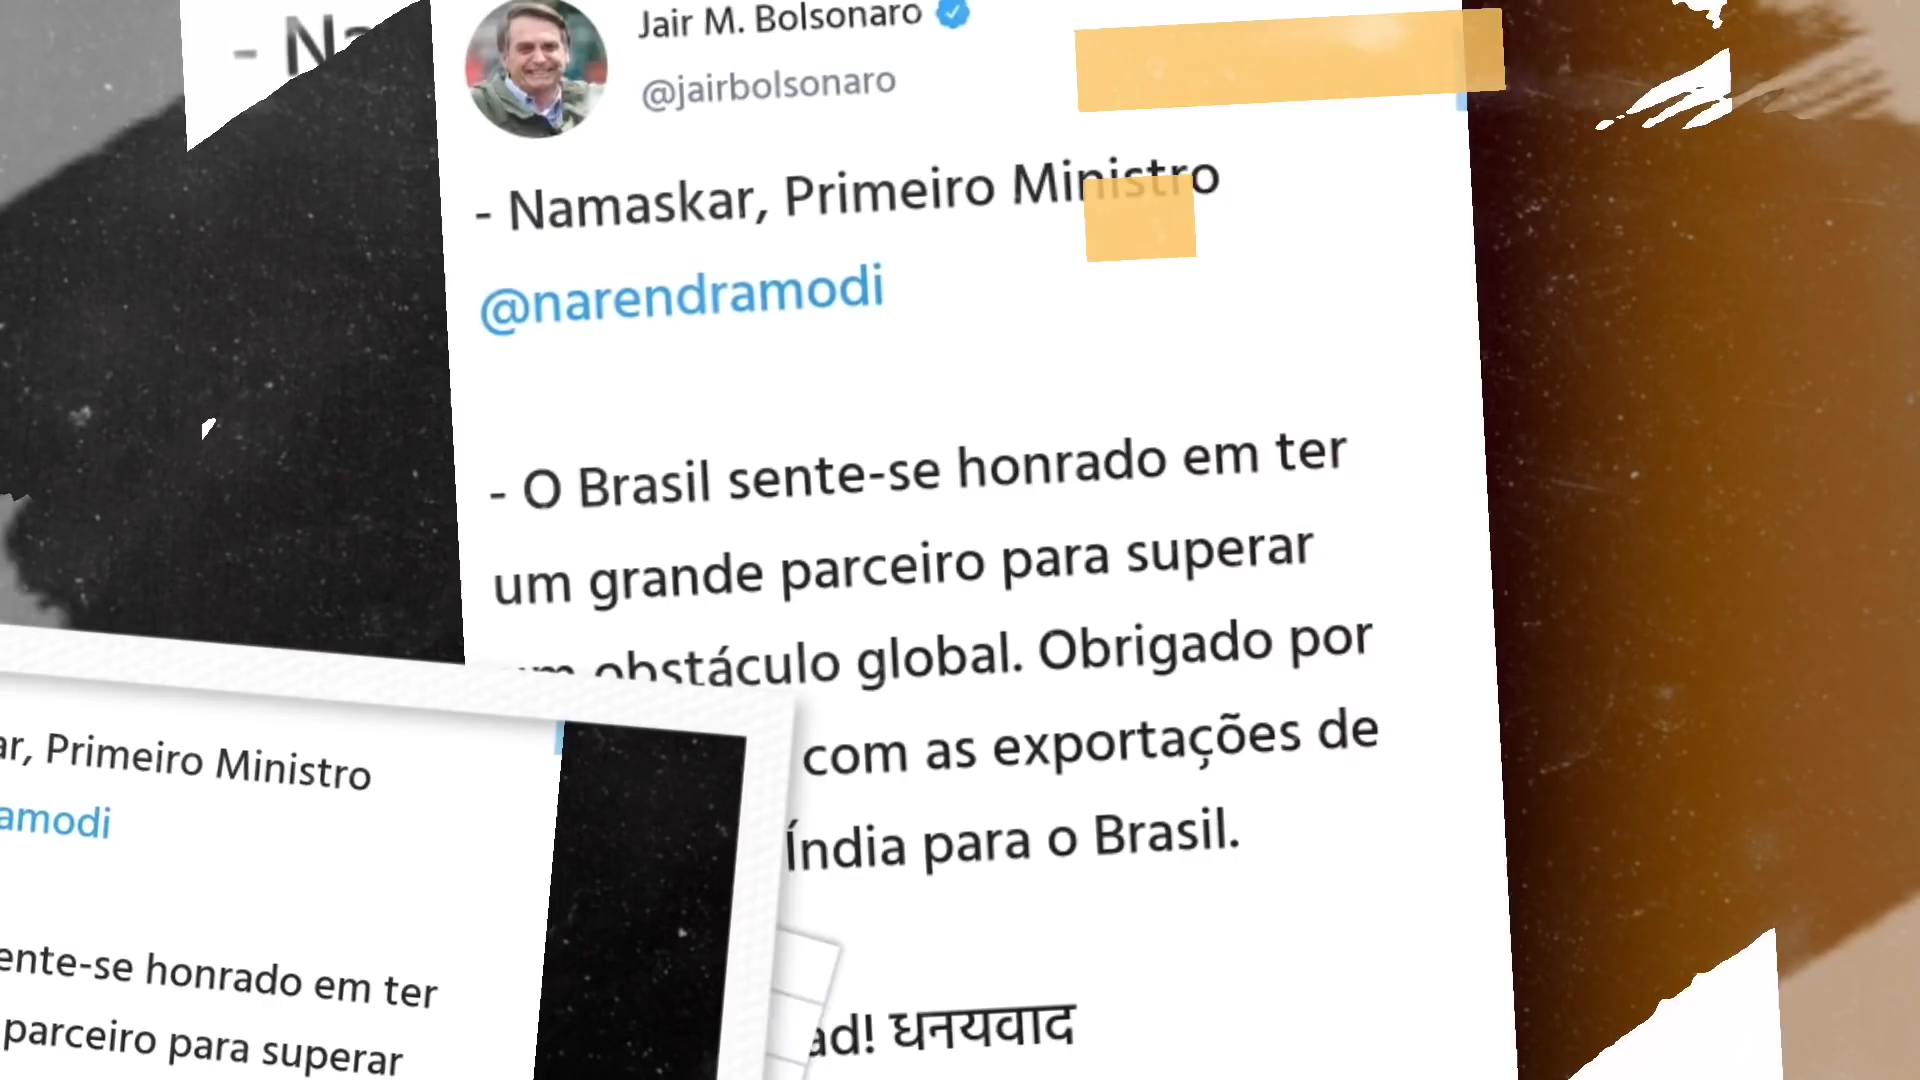 - Na
Jair M. Bolsonaro
@jairbolsonaro
- Namaskar, Primeiro Ministro
@narendramodi
- O Brasil sente-se honrado em ter
um grande parceiro para superar
um obstáculo global. Obrigado por
com as exportações de
Índia para o Brasil.
ad! धनयवाद
ar, Primeiro Ministro
amodi
ente-se honrado em ter
parceiro para superar